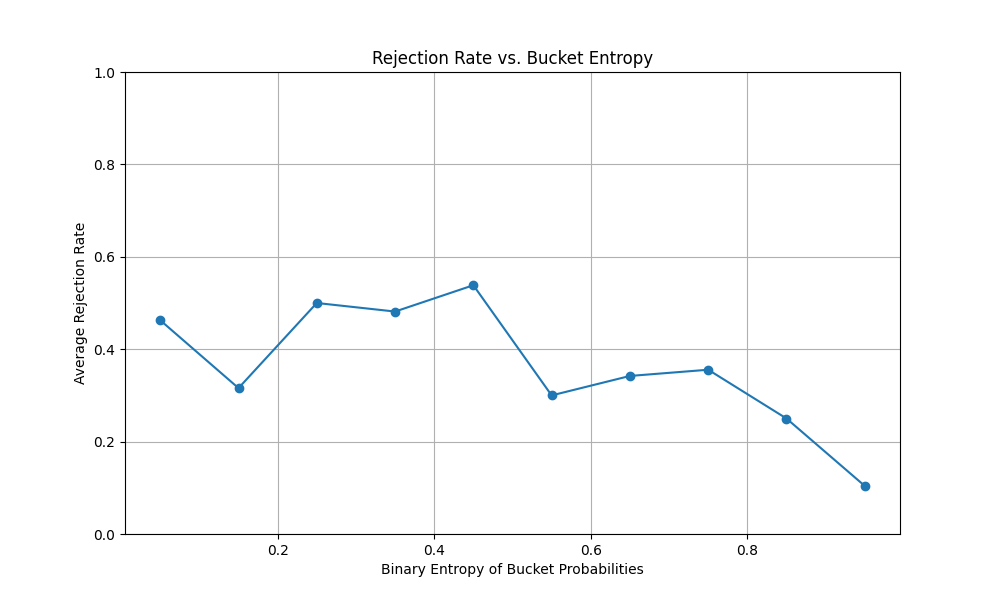 Rejection Rate vs. Bucket Entropy
1.0
0.8
0.6
0.4
0.2
0.0
Average Rejection Rate
0.2 0.4 0.6 0.8
Binary Entropy of Bucket Probabilities